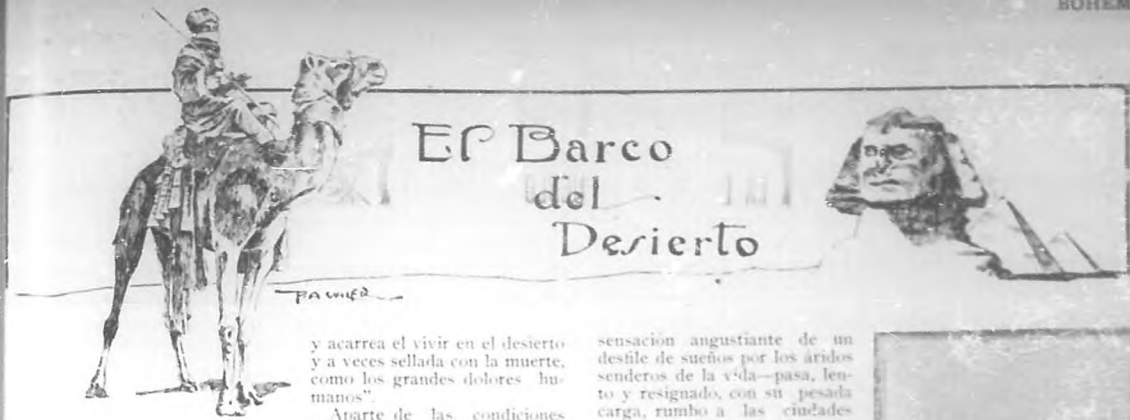 BOHEM
El Barco
del
Desierto
y acarrea el vivir en el desierto
y a veces sellada con la muerte,
como los grandes dolores hu-
manos".
Aparte de las condiciones
sensación angustiante de un
desfile de sueños por los áridos
senderos de la vida—pasa, len-
to y resignado, con su pesada
carga, rumbo a las ciudades